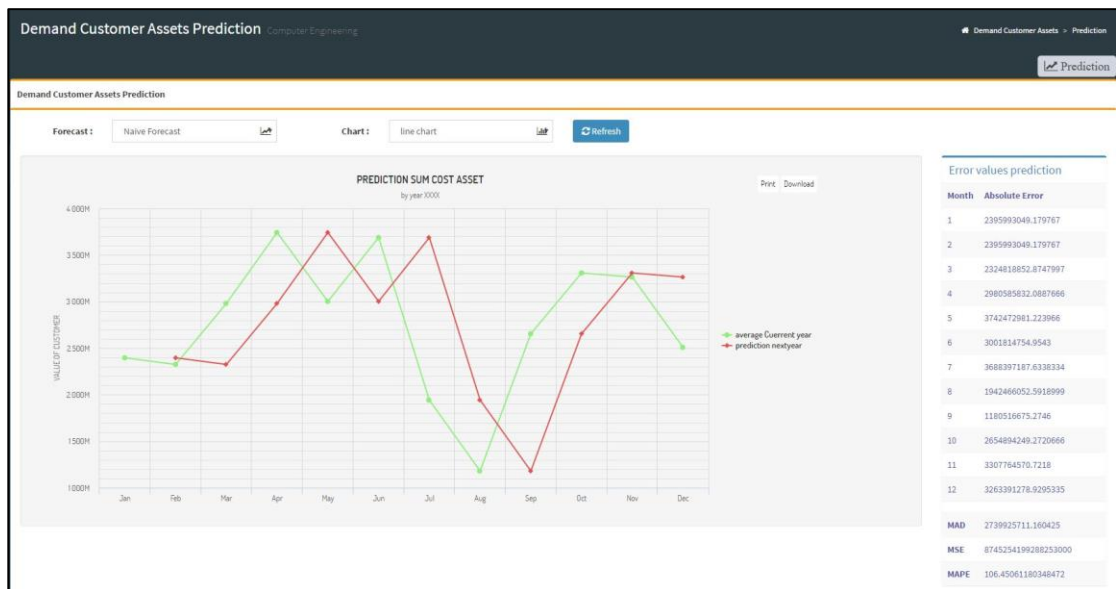 Demand Customer Assets Prediction Computer Engineering
Demand Customer Assets > Prediction
Prediction
Demand Customer Assets Prediction
Forecast : Naive Forecast Chart : line chart Refresh
PREDICTION SUM COST ASSET
by year XXXX
Print Download
VALUE OF CUSTOMER
4 000M
3 500M
3 000M
2 500M
2 000M
1 500M
1 000M
Jan Feb Mar Apr May Jun Jul Aug Sep Oct Nov Dec
average Cuerrent year
prediction nextyear
Error values prediction
Month Absolute Error
1 2395993049.179767
2 2395993049.179767
3 2324818852.8747997
4 2980585832.0887666
5 3742472981.223966
6 3001814754.9543
7 3688397187.6338334
8 1942466052.5918999
9 1180516675.2746
10 2654894249.2720666
11 3307764570.7218
12 3263391278.9295335
MAD 2739925711.160425
MSE 8745254199288253000
MAPE 106.45061180348472